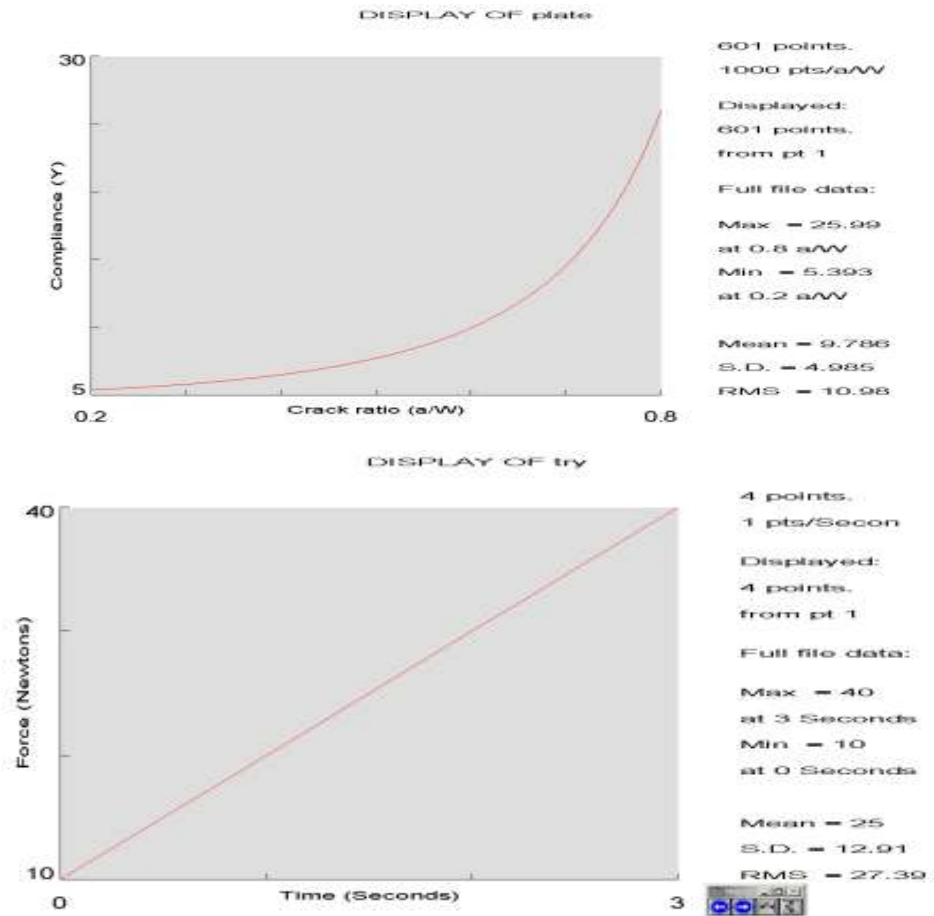 DISPLAY OF plate
30
Compliance (Y)
5
0.2
Crack ratio (a/W)
0.8
601 points.
1000 pts/a/W
Displayed:
601 points.
from pt 1
Full file data:
Max = 25.99
at 0.8 a/W
Min = 5.393
at 0.2 a/W
Mean = 9.786
S.D. = 4.985
RMS = 10.98
DISPLAY OF try
40
Force (Newtons)
10
0
Time (Seconds)
3
4 points.
1 pts/Secon
Displayed:
4 points.
from pt 1
Full file data:
Max = 40
at 3 Seconds
Min = 10
at 0 Seconds
Mean = 25
S.D. = 12.91
RMS = 27.39